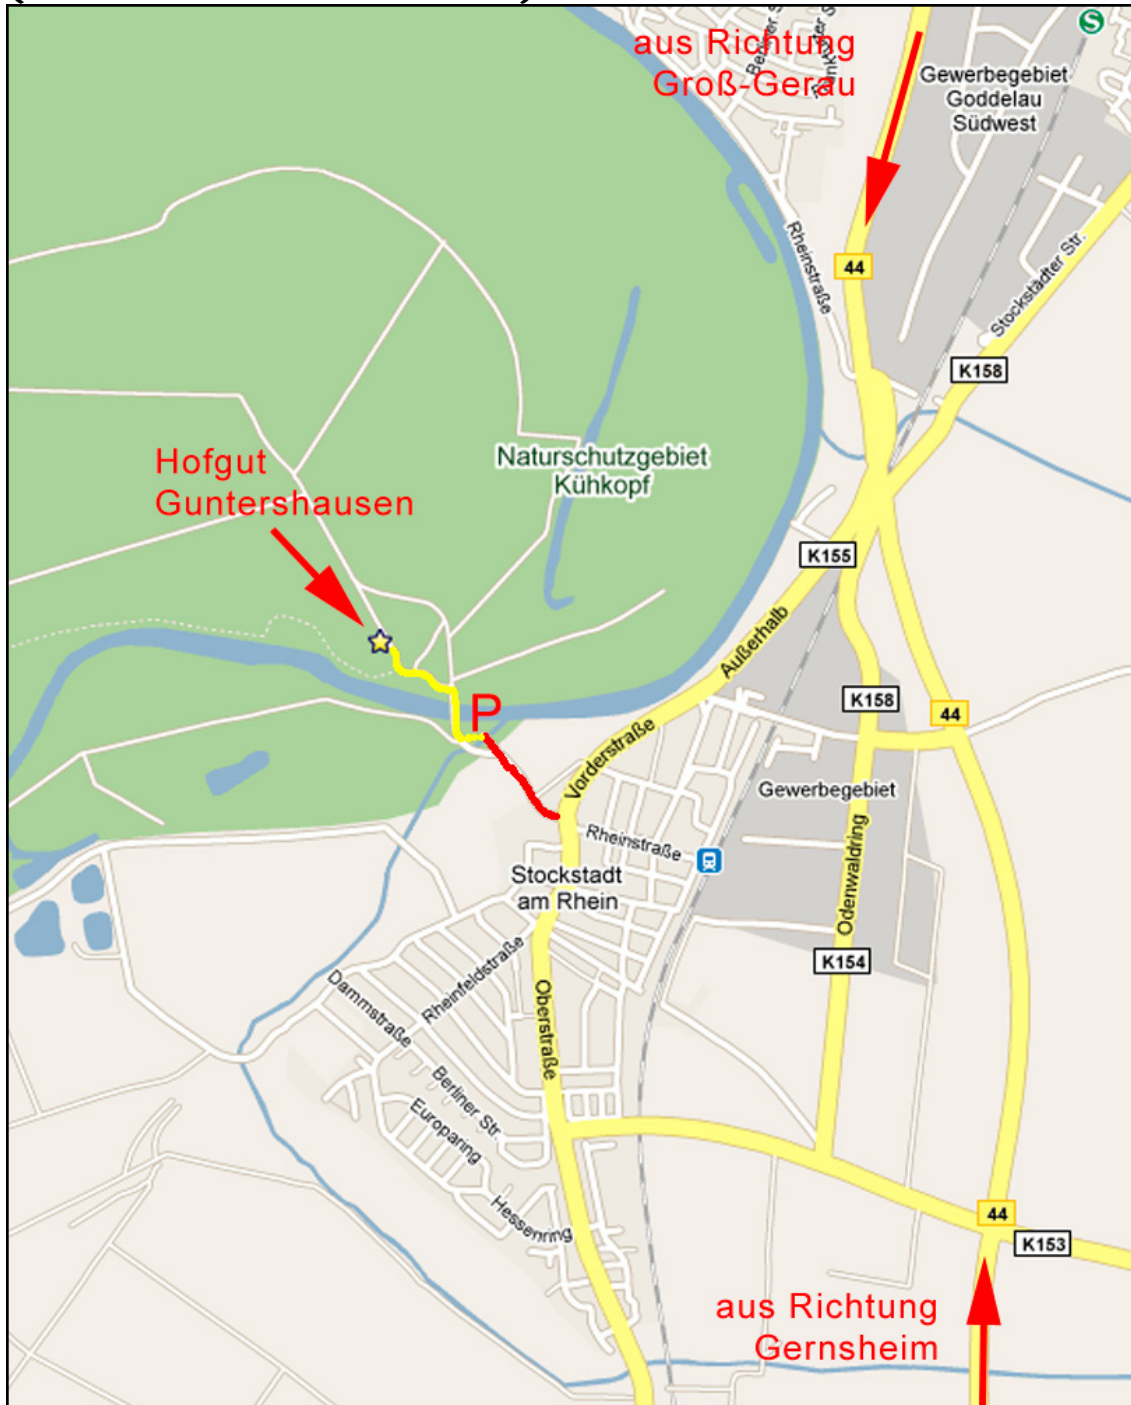 aus Richtung
Groß-Gerau
Berliner S
S
Gewerbegebiet
Goddelau
Südwest
Rheinstraße
44
Stockstädter Str.
K158
Naturschutzgebiet
Kühkopf
Hofgut
Guntershausen
K155
Außerhalb
K158
44
P
Vorderstraße
Gewerbegebiet
Rheinstraße
Stockstadt
am Rhein
Odenwaldring
K154
Rheinfeldstraße
Dammstraße
Oberstraße
Berliner Str.
Europaring
Hessenring
44
K153
aus Richtung
Gernsheim